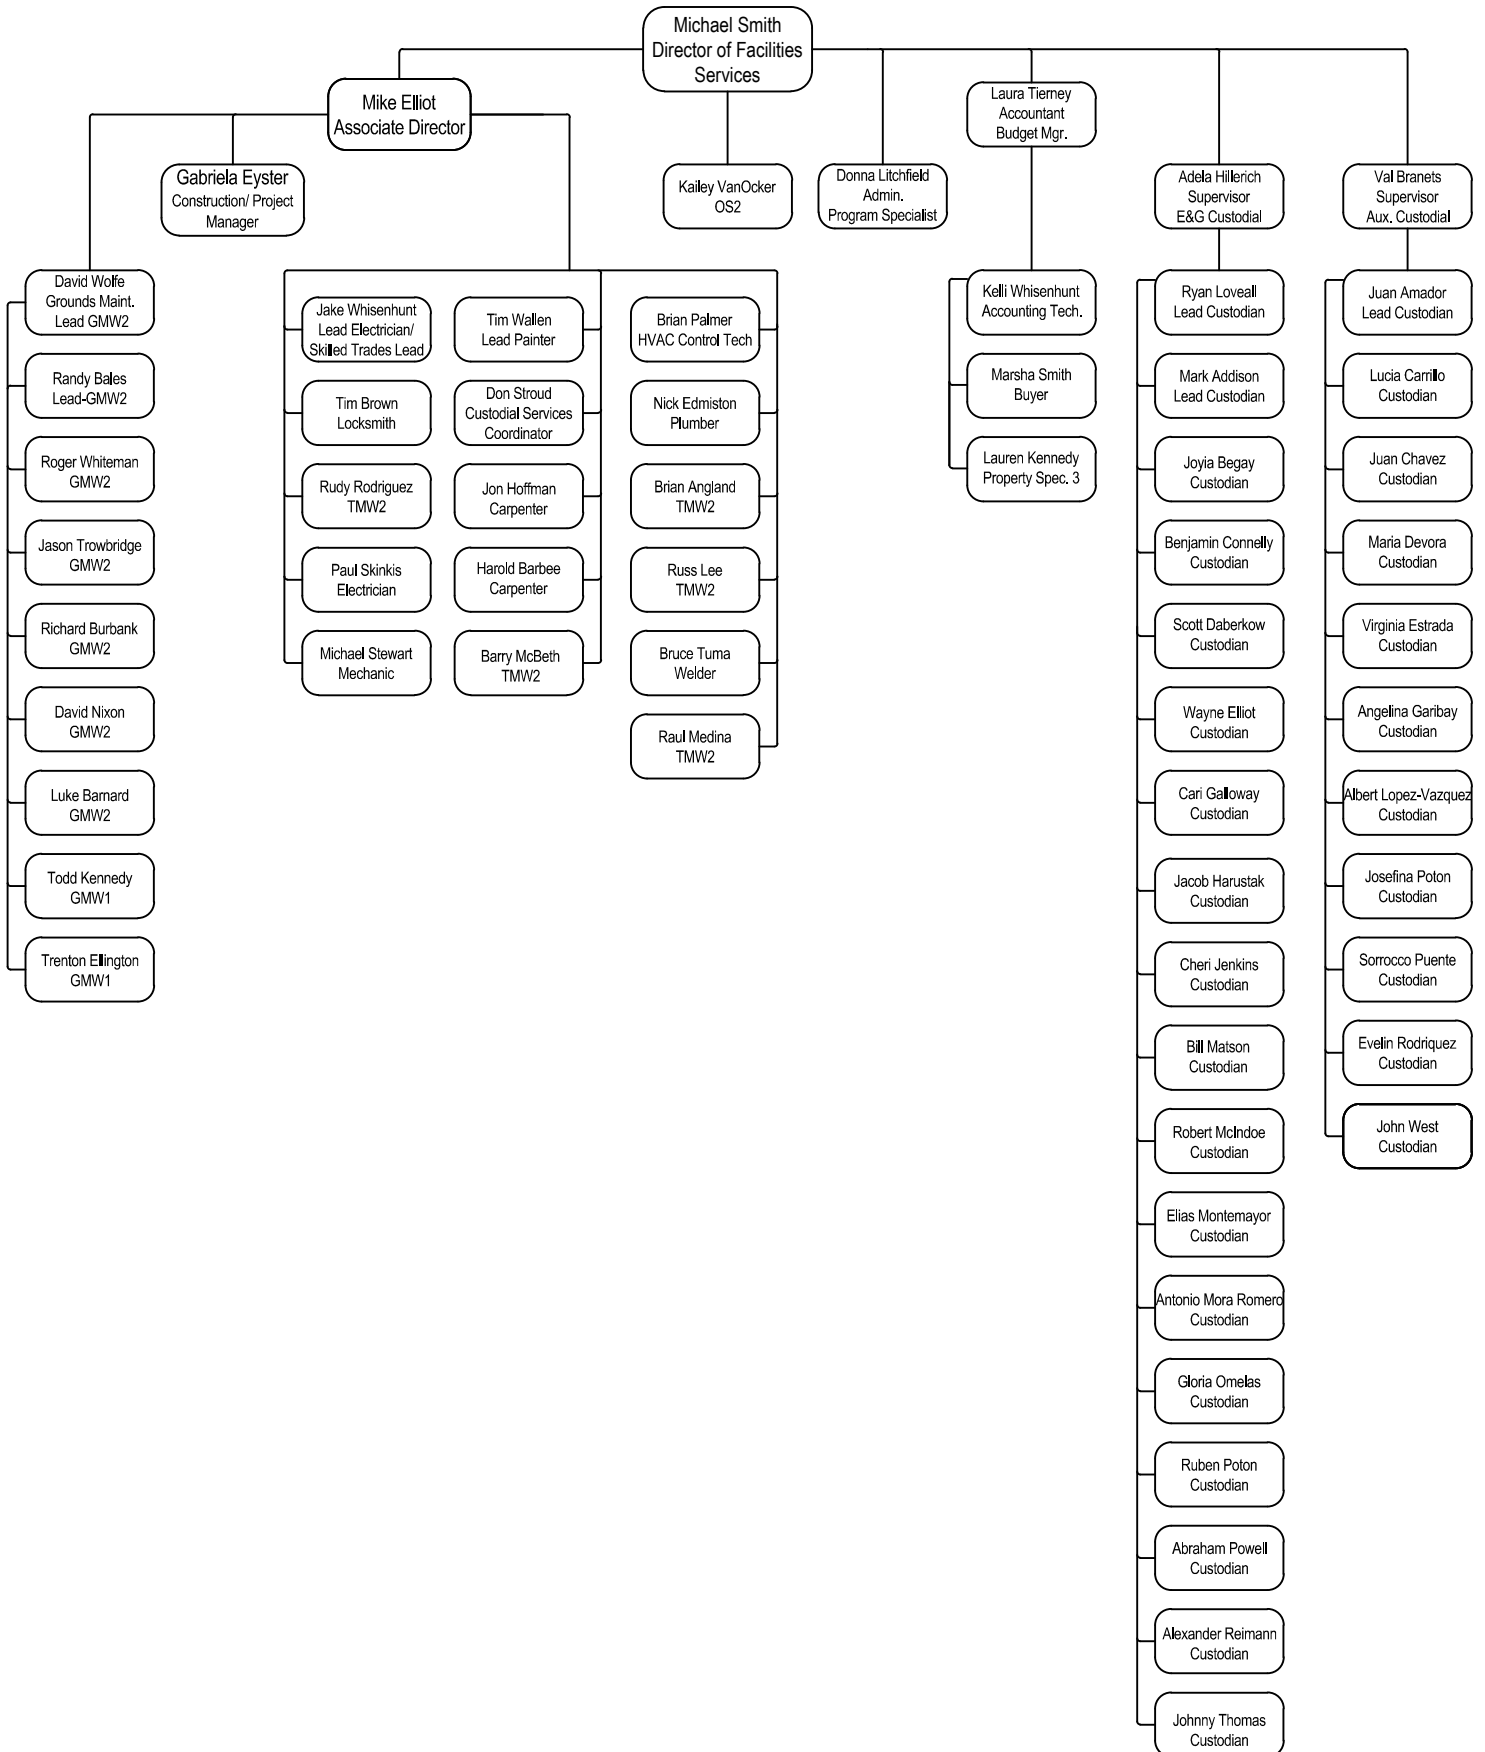 Michael Smith
Director of Facilities
Services
Mike Elliot
Associate Director
Laura Tierney
Accountant
Budget Mgr.
Gabriela Eyster
Construction/ Project
Manager
Kailey VanOcker
OS2
Donna Litchfield
Admin.
Program Specialist
Adela Hillerich
Supervisor
E&G Custodial
Val Branets
Supervisor
Aux. Custodial
David Wolfe
Grounds Maint.
Lead GMW2
Randy Bales
Lead-GMW2
Roger Whiteman
GMW2
Jason Trowbridge
GMW2
Richard Burbank
GMW2
David Nixon
GMW2
Luke Barnard
GMW2
Todd Kennedy
GMW1
Trenton Ellington
GMW1
Jake Whisenhunt
Lead Electrician/
Skilled Trades Lead
Tim Brown
Locksmith
Rudy Rodriguez
TMW2
Paul Skinkis
Electrician
Michael Stewart
Mechanic
Tim Wallen
Lead Painter
Don Stroud
Custodial Services
Coordinator
Jon Hoffman
Carpenter
Harold Barbee
Carpenter
Barry McBeth
TMW2
Brian Palmer
HVAC Control Tech
Nick Edmiston
Plumber
Brian Angland
TMW2
Russ Lee
TMW2
Bruce Tuma
Welder
Raul Medina
TMW2
Kelli Whisenhunt
Accounting Tech.
Marsha Smith
Buyer
Lauren Kennedy
Property Spec. 3
Ryan Loveall
Lead Custodian
Mark Addison
Lead Custodian
Joyia Begay
Custodian
Benjamin Connelly
Custodian
Scott Daberkow
Custodian
Wayne Elliot
Custodian
Cari Galloway
Custodian
Jacob Harustak
Custodian
Cheri Jenkins
Custodian
Bill Matson
Custodian
Robert McIndoe
Custodian
Elias Montemayor
Custodian
Antonio Mora Romero
Custodian
Gloria Omelas
Custodian
Ruben Poton
Custodian
Abraham Powell
Custodian
Alexander Reimann
Custodian
Johnny Thomas
Custodian
Juan Amador
Lead Custodian
Lucia Carrillo
Custodian
Juan Chavez
Custodian
Maria Devora
Custodian
Virginia Estrada
Custodian
Angelina Garibay
Custodian
Albert Lopez-Vazquez
Custodian
Josefina Poton
Custodian
Sorrocco Puente
Custodian
Evelin Rodriquez
Custodian
John West
Custodian